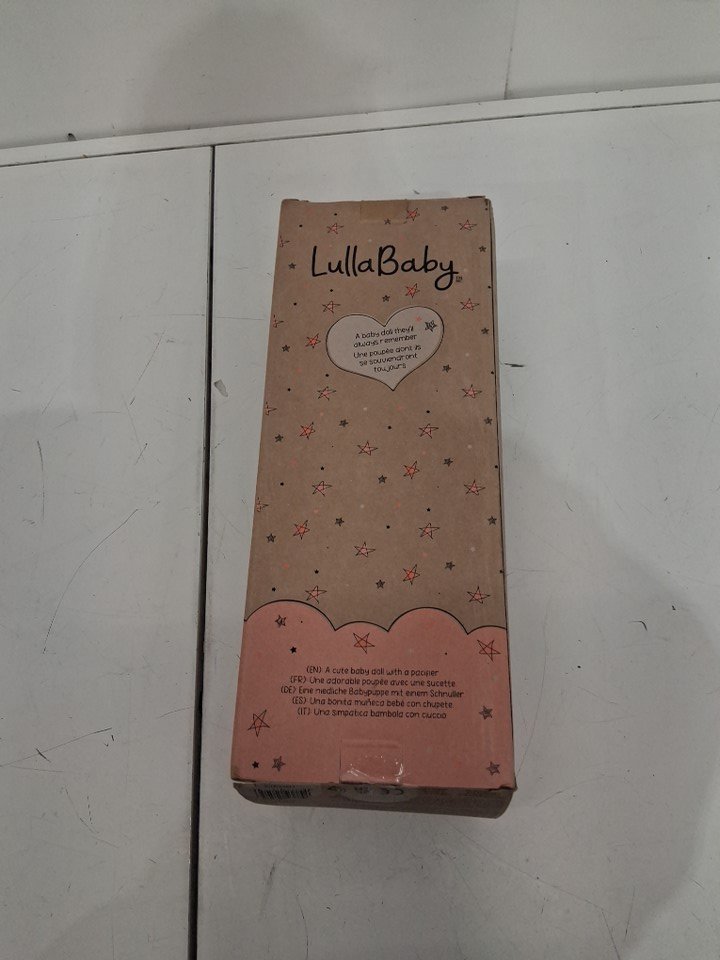 LullaBaby
A baby doll they'll
always remember
Une poupée dont ils
se souviendront
toujours
(EN): A cute baby doll with a pacifier
(FR): Une adorable poupée avec une sucette
(DE): Eine niedliche Babypuppe mit einem Schnuller
(ES): Una bonita muñeca bebé con chupete
(IT): Una simpatica bambola con ciuccio